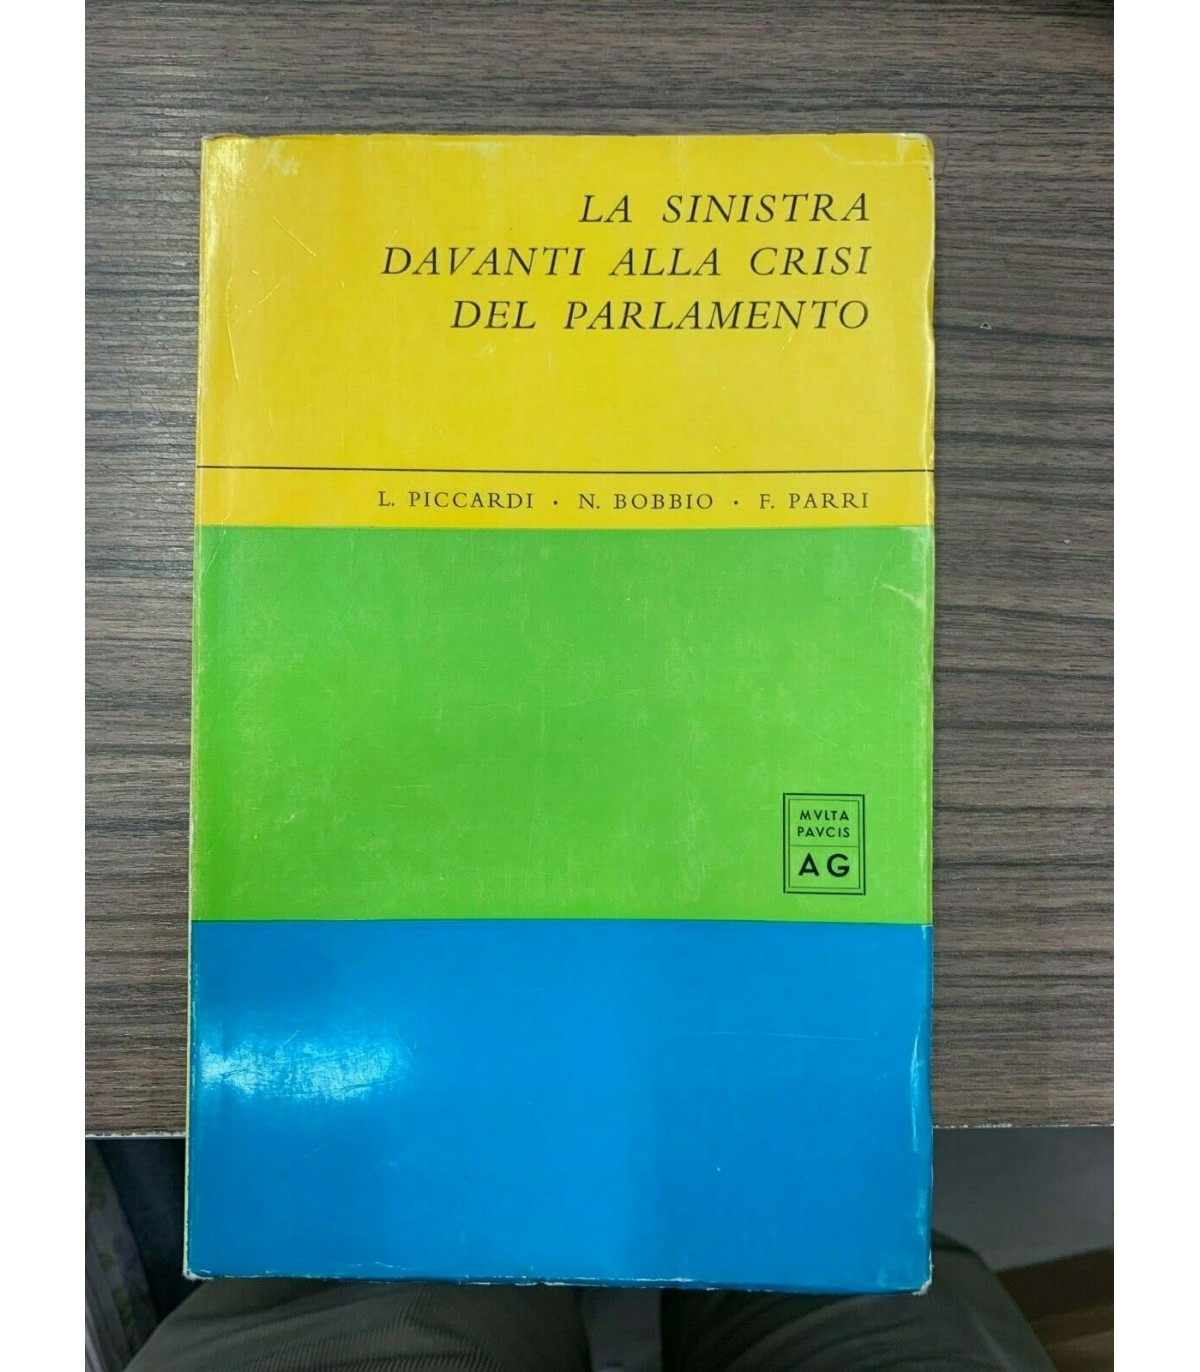 LA SINISTRA
DAVANTI ALLA CRISI
DEL PARLAMENTO
L. PICCARDI · N. BOBBIO · F. PARRI
MVLTA
PAVCIS
AG